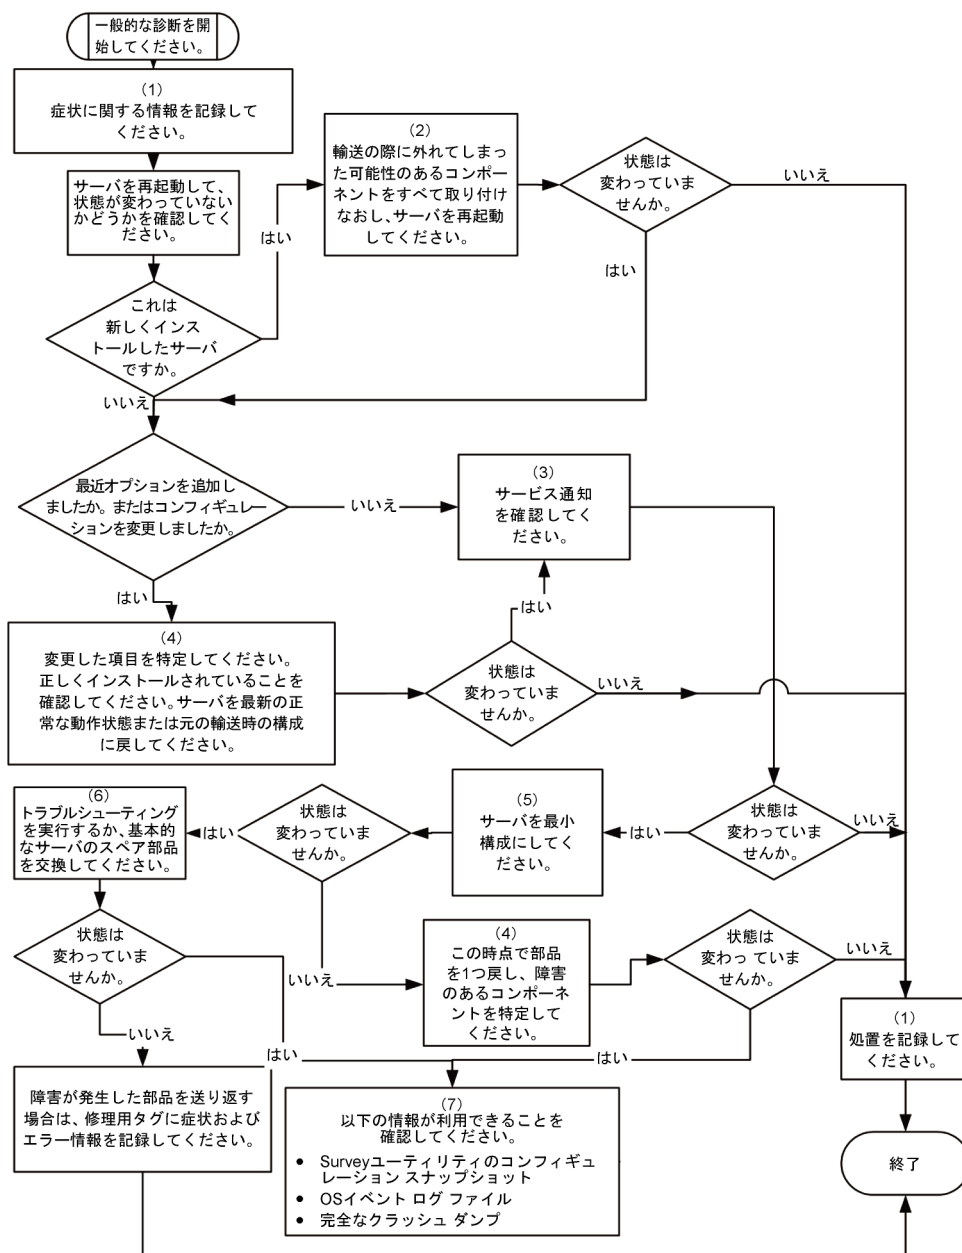 一般的な診断を開
始してください。
(1)
症状に関する情報を記録して
ください。
サーバを再起動して、
状態が変わっていない
かどうかを確認してく
ださい。
はい
(2)
輸送の際に外れてしまっ
た可能性のあるコンポー
ネントをすべて取り付け
なおし、サーバを再起動
してください。
状態は
変わっていま
せんか。
いいえ
はい
これは
新しくインス
トールしたサーバ
ですか。
いいえ
最近オプションを追加し
ましたか。またはコンフィギュレー
ションを変更しましたか。
いいえ
(3)
サービス通知
を確認してく
ださい。
はい
はい
(4)
変更した項目を特定してください。
正しくインストールされていることを
確認してください。サーバを最新の正
常な動作状態または元の輸送時の構成
に戻してください。
状態は
変わっていま
せんか。
いいえ
(6)
トラブルシューティング
を実行するか、基本的
なサーバのスペア部品
を交換してください。
はい
状態は
変わっていま
せんか。
(5)
サーバを最小
構成にしてく
ださい。
はい
状態は
変わっていま
せんか。
いいえ
状態は
変わっていま
せんか。
いいえ
(4)
この時点で部品
を1つ戻し、障害
のあるコンポーネ
ントを特定して
ください。
状態は
変わっ ていま
せんか。
いいえ
(1)
処置を記録して
ください。
いいえ
はい
はい
障害が発生した部品を送り返す
場合は、修理用タグに症状および
エラー情報を記録してください。
(7)
以下の情報が利用できることを
確認してください。
• Surveyユーティリティのコンフィギュ
レーション スナップショット
• OSイベント ログ ファイル
• 完全なクラッシュ ダンプ
終了